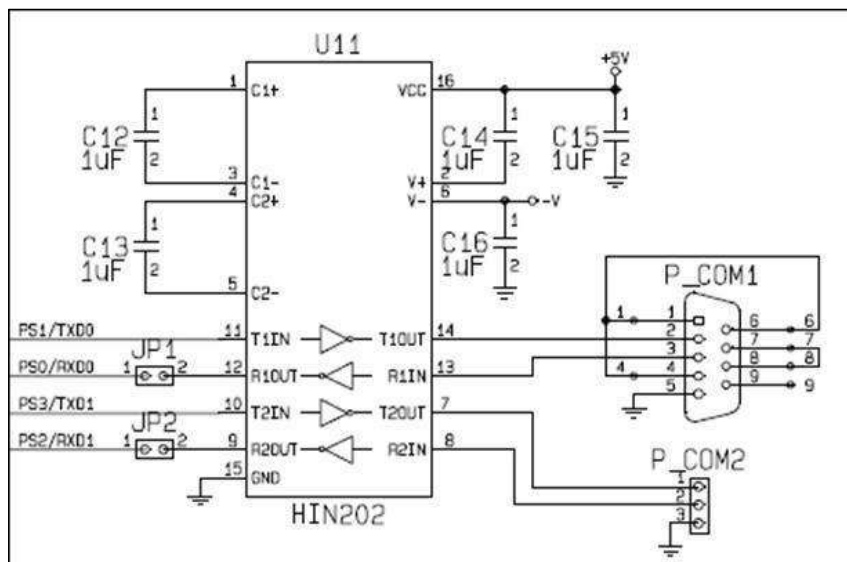 U11
+5V
1 C1+ VCC 16
C12 1uF 1 2
C14 1uF 1 2
C15 1uF 1 2
3 C1- V+ 2
4 C2+ V- 6
-V
C13 1uF 1 2
C16 1uF 1 2
5 C2-
P_COM1
1 1 6 6
2 7 7
3 8 8
4 4 9 9
5
PS1/TXD0 11 T1IN T1OUT 14
JP1
PS0/RXD0 1 2 12 R1OUT R1IN 13
PS3/TXD1 10 T2IN T2OUT 7
JP2
PS2/RXD1 1 2 9 R2OUT R2IN 8
15 GND
HIN202
P_COM2
1
2
3